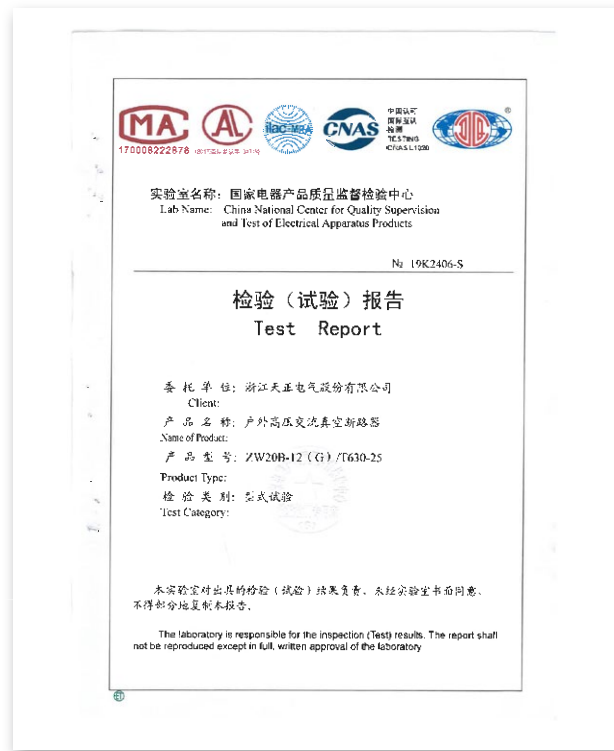 MA
AL
ilac-MRA
CNAS
中国认可
国际互认
检测
TESTING
CNAS L1020
®
170008222878
实验室名称：国家电器产品质量监督检验中心
Lab Name: China National Center for Quality Supervision
and Test of Electrical Apparatus Products
№ 19K2406-S
检验（试验）报告
Test Report
委 托 单 位：浙江天正电气股份有限公司
Client:
产 品 名 称：户外高压交流真空断路器
Name of Product:
产 品 型 号：ZW20B-12（G）/T630-25
Product Type:
检 验 类 别：型式试验
Test Category:
本实验室对出具的检验（试验）结果负责。未经实验室书面同意，
不得部分地复制本报告。
The laboratory is responsible for the inspection (Test) results. The report shall
not be reproduced except in full, written approval of the laboratory